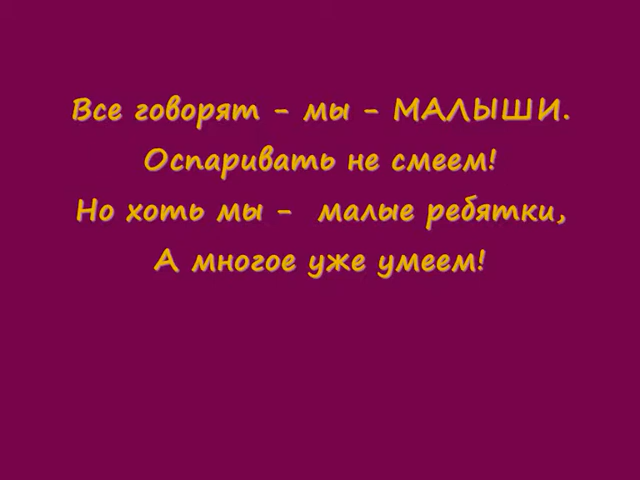 Все говорят - мы - МАЛЫШИ.
Оспаривать не смеем!
Но хоть мы - малые ребятки,
А многое уже умеем!